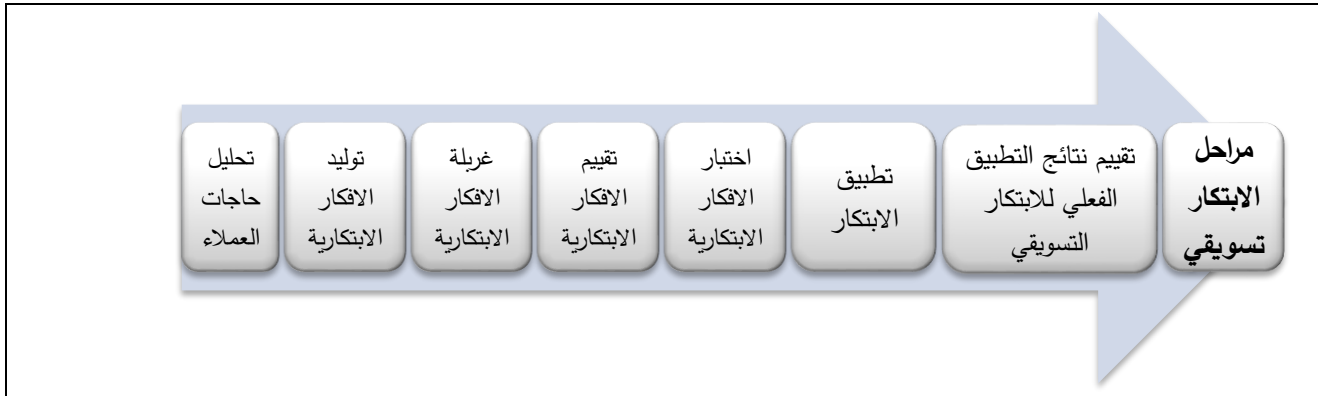 مراحل
الابتكار
تسويقي
تقييم نتائج التطبيق
الفعلي للابتكار
التسويقي
تطبيق
الابتكار
اختبار
الافكار
الابتكارية
تقييم
الافكار
الابتكارية
غربلة
الافكار
الابتكارية
توليد
الافكار
الابتكارية
تحليل
حاجات
العملاء